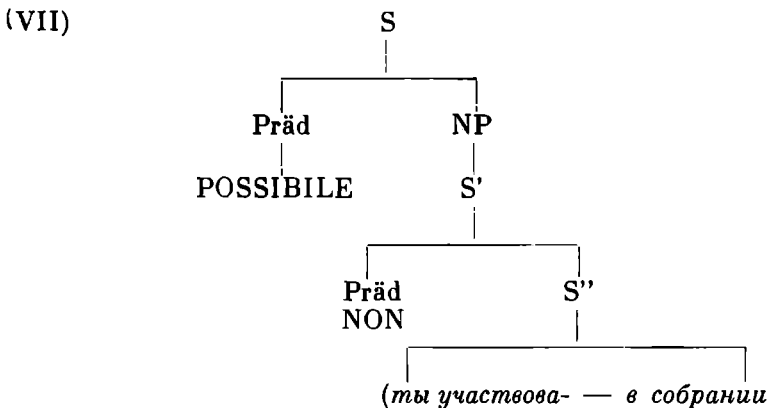 (VII) S
Präd NP
POSSIBILE S'
Präd S''
NON
(ты участвова- — в собрании